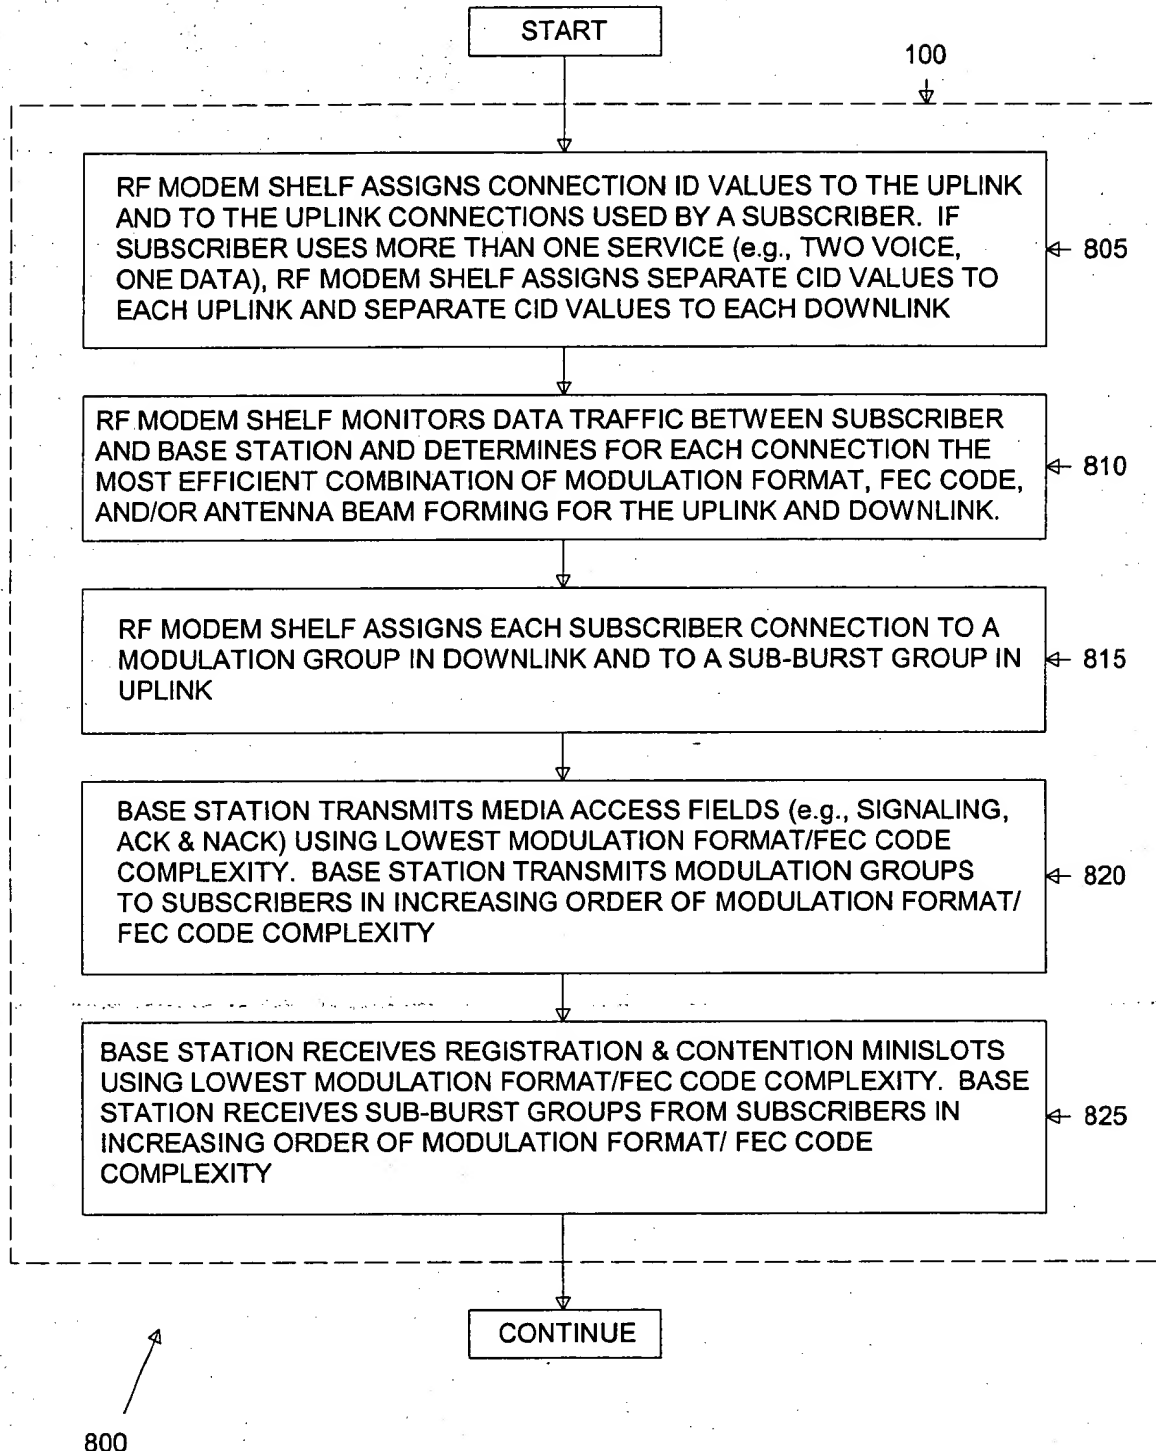 START
100
RF MODEM SHELF ASSIGNS CONNECTION ID VALUES TO THE UPLINK
AND TO THE UPLINK CONNECTIONS USED BY A SUBSCRIBER. IF
SUBSCRIBER USES MORE THAN ONE SERVICE (e.g., TWO VOICE,
ONE DATA), RF MODEM SHELF ASSIGNS SEPARATE CID VALUES TO
EACH UPLINK AND SEPARATE CID VALUES TO EACH DOWNLINK
805
RF MODEM SHELF MONITORS DATA TRAFFIC BETWEEN SUBSCRIBER
AND BASE STATION AND DETERMINES FOR EACH CONNECTION THE
MOST EFFICIENT COMBINATION OF MODULATION FORMAT, FEC CODE,
AND/OR ANTENNA BEAM FORMING FOR THE UPLINK AND DOWNLINK.
810
RF MODEM SHELF ASSIGNS EACH SUBSCRIBER CONNECTION TO A
MODULATION GROUP IN DOWNLINK AND TO A SUB-BURST GROUP IN
UPLINK
815
BASE STATION TRANSMITS MEDIA ACCESS FIELDS (e.g., SIGNALING,
ACK & NACK) USING LOWEST MODULATION FORMAT/FEC CODE
COMPLEXITY. BASE STATION TRANSMITS MODULATION GROUPS
TO SUBSCRIBERS IN INCREASING ORDER OF MODULATION FORMAT/
FEC CODE COMPLEXITY
820
BASE STATION RECEIVES REGISTRATION & CONTENTION MINISLOTS
USING LOWEST MODULATION FORMAT/FEC CODE COMPLEXITY. BASE
STATION RECEIVES SUB-BURST GROUPS FROM SUBSCRIBERS IN
INCREASING ORDER OF MODULATION FORMAT/ FEC CODE
COMPLEXITY
825
CONTINUE
800